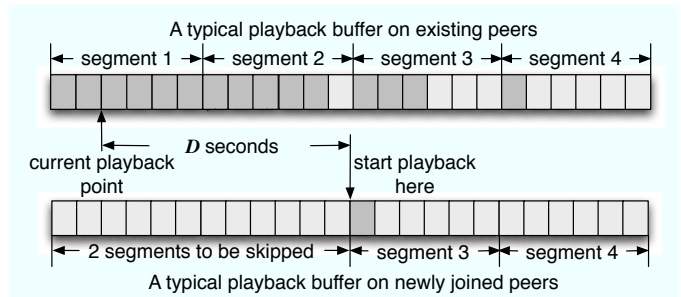 A typical playback buffer on existing peers
segment 1 segment 2 segment 3 segment 4
D seconds
current playback
point
start playback
here
2 segments to be skipped segment 3 segment 4
A typical playback buffer on newly joined peers